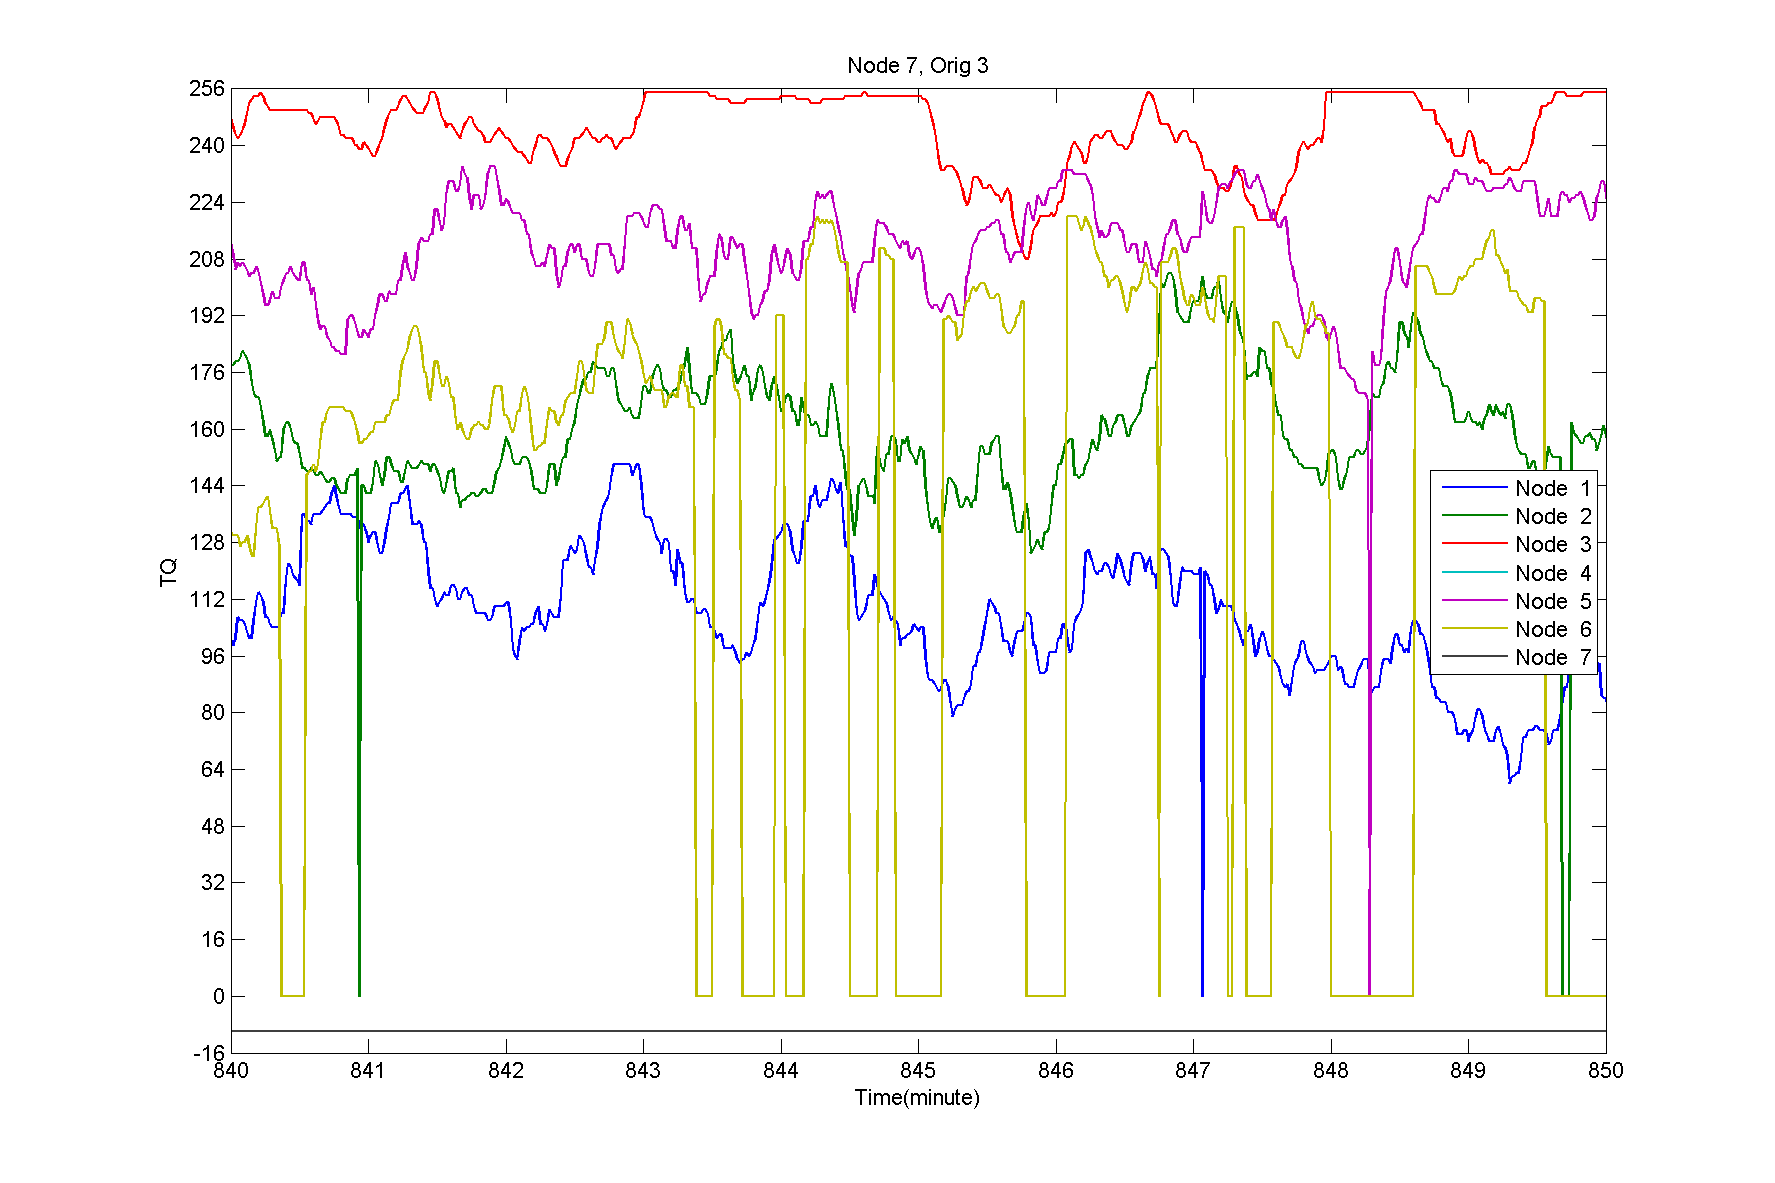 Node 7, Orig 3
256
240
224
208
192
176
160
144
128
112
96
80
64
48
32
16
0
-16
TQ
Node 1
Node 2
Node 3
Node 4
Node 5
Node 6
Node 7
840 841 842 843 844 845 846 847 848 849 850
Time(minute)